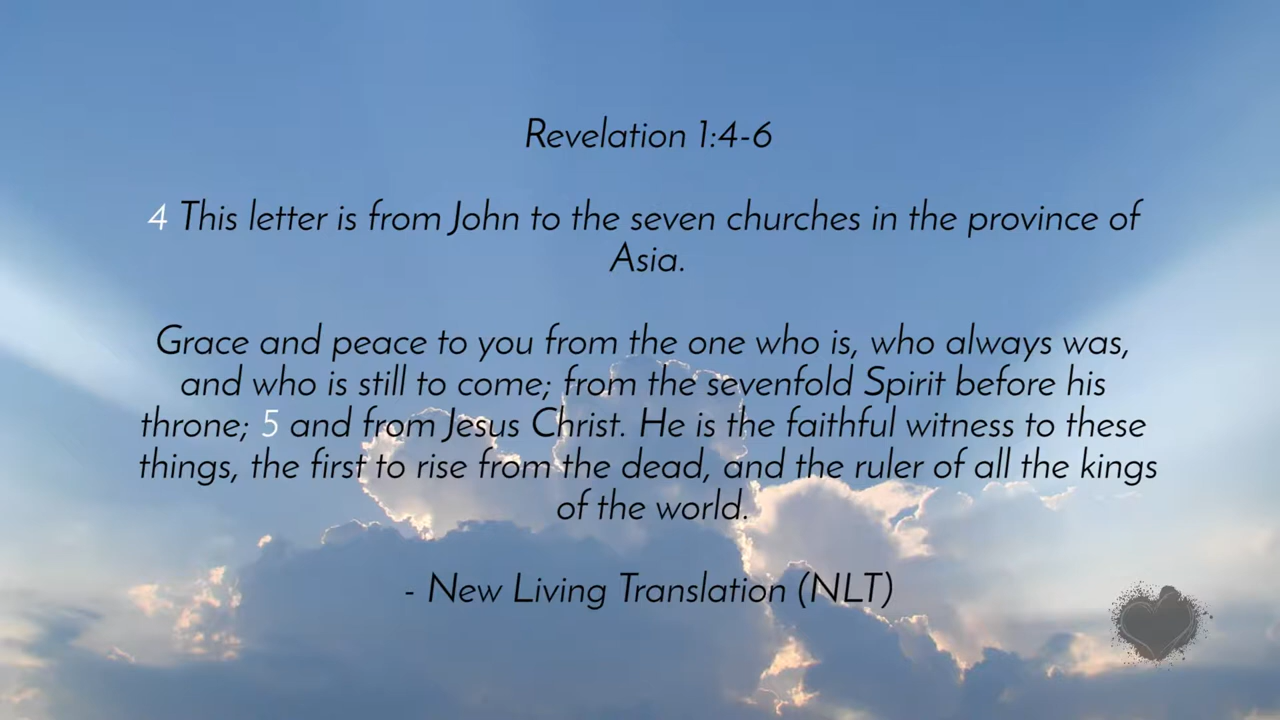 Revelation 1:4-6
4 This letter is from John to the seven churches in the province of
Asia.
Grace and peace to you from the one who is, who always was,
and who is still to come; from the sevenfold Spirit before his
throne; 5 and from Jesus Christ. He is the faithful witness to these
things, the first to rise from the dead, and the ruler of all the kings
of the world.
- New Living Translation (NLT)